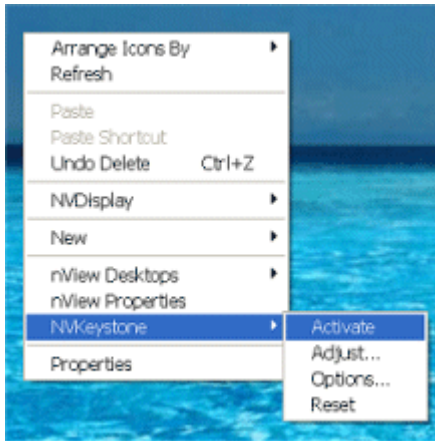 Arrange Icons By
Refresh
Paste
Paste Shortcut
Undo Delete Ctrl+Z
NVDisplay
New
nView Desktops
nView Properties
NVKeystone
Properties
Activate
Adjust...
Options...
Reset